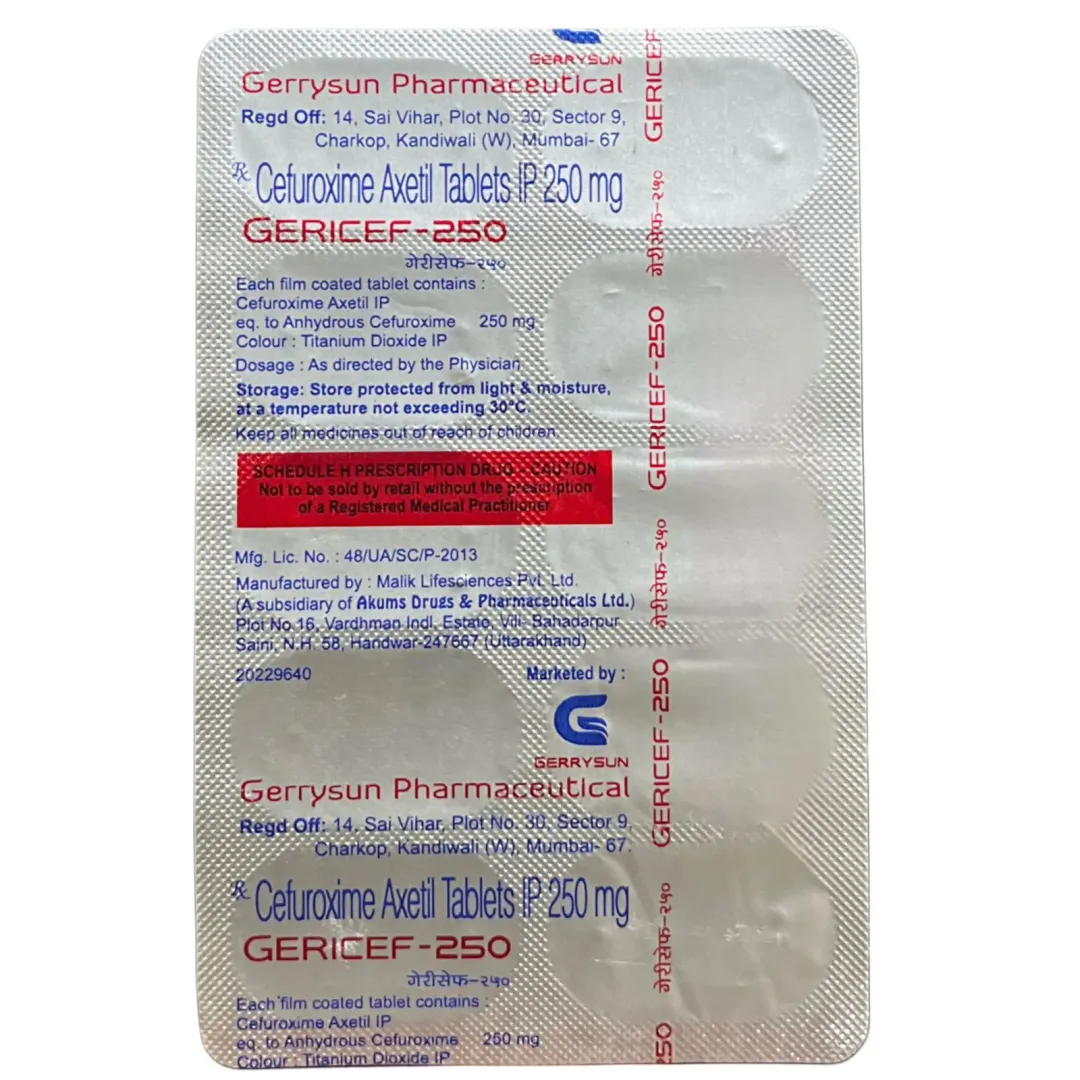 GERRYSUN
Gerrysun Pharmaceutical
Regd Off: 14, Sai Vihar, Plot No. 30, Sector 9,
Charkop, Kandiwali (W), Mumbai- 67
Rx Cefuroxime Axetil Tablets IP 250 mg
GERICEF-250
गेरीसेफ-२५०
Each film coated tablet contains :
Cefuroxime Axetil IP
eq. to Anhydrous Cefuroxime 250 mg
Colour : Titanium Dioxide IP
Dosage : As directed by the Physician
Storage: Store protected from light & moisture,
at a temperature not exceeding 30°C.
Keep all medicines out of reach of children.
SCHEDULE H PRESCRIPTION DRUG - CAUTION
Not to be sold by retail without the prescription
of a Registered Medical Practitioner
Mfg. Lic. No. : 48/UA/SC/P-2013
Manufactured by : Malik Lifesciences Pvt. Ltd.
(A subsidiary of Akums Drugs & Pharmaceuticals Ltd.)
Plot No.16, Vardhman Indl. Estate, Vill- Bahadarpur
Saini, N.H. 58, Haridwar-247667 (Uttarakhand)
20229640
Marketed by :
GERRYSUN
Gerrysun Pharmaceutical
Regd Off: 14, Sai Vihar, Plot No. 30, Sector 9,
Charkop, Kandiwali (W), Mumbai- 67.
Rx Cefuroxime Axetil Tablets IP 250 mg
GERICEF-250
गेरीसेफ-२५०
Each film coated tablet contains :
Cefuroxime Axetil IP
eq. to Anhydrous Cefuroxime 250 mg
Colour : Titanium Dioxide IP
GERICEF
गेरीसेफ-२५०
GERICEF-250
गेरीसेफ-२५०
GERICEF-250
गेरीसेफ-२५०
250